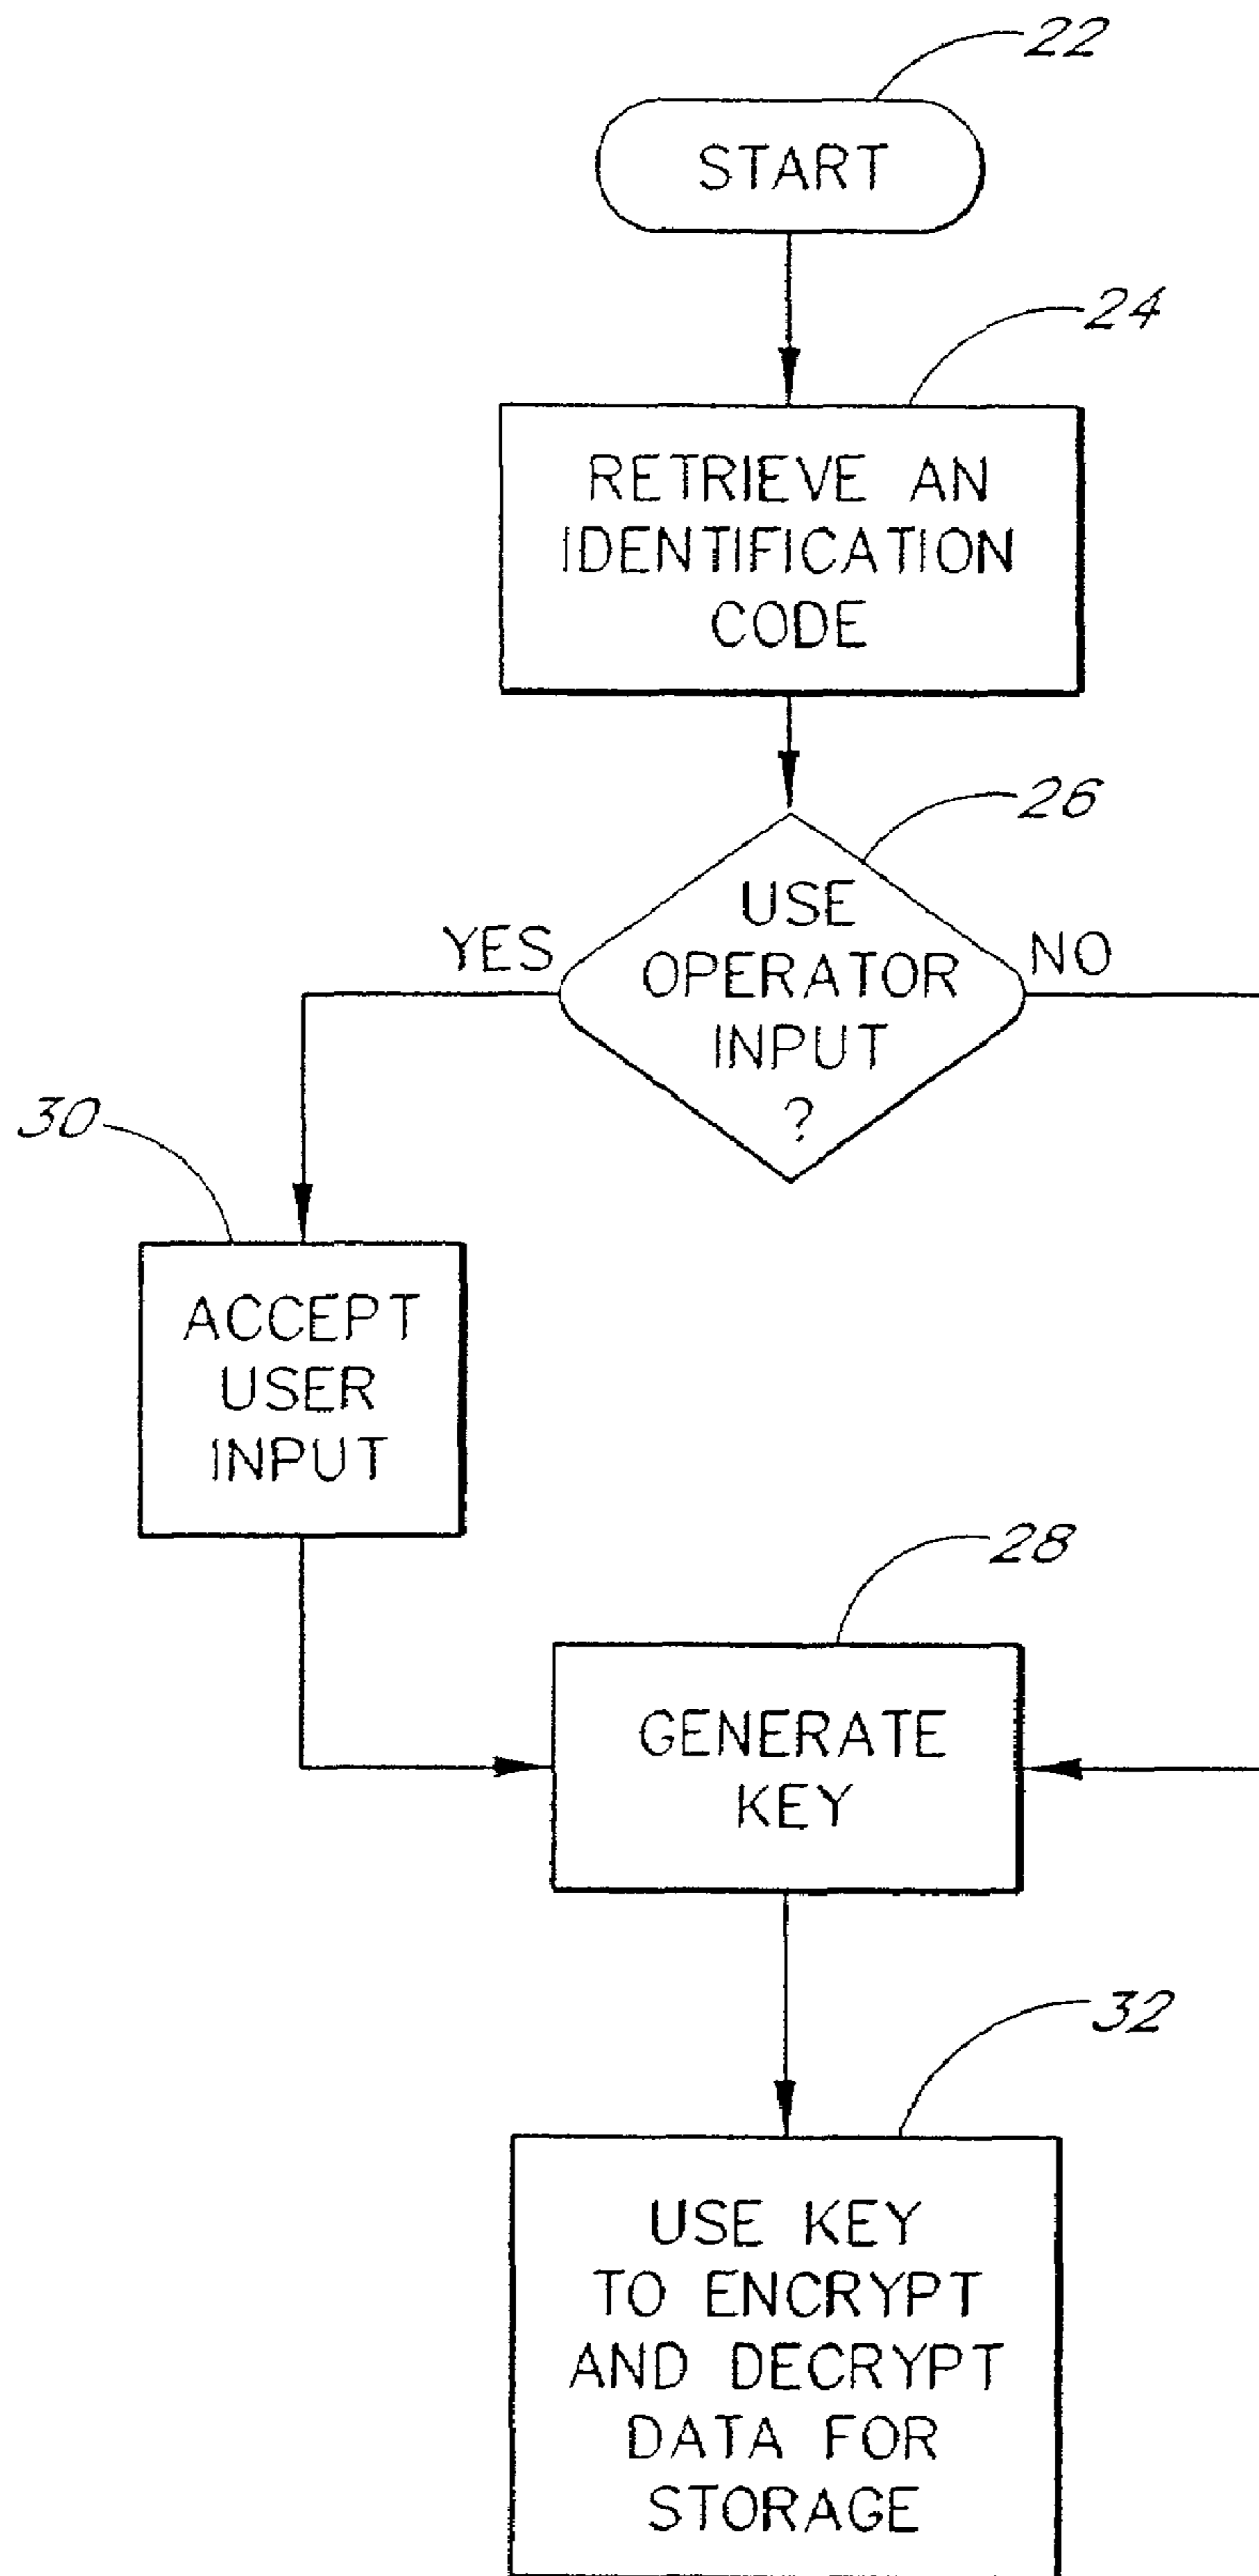 22
START
24
RETRIEVE AN
IDENTIFICATION
CODE
26
USE
OPERATOR
INPUT
?
YES
NO
30
ACCEPT
USER
INPUT
28
GENERATE
KEY
32
USE KEY
TO ENCRYPT
AND DECRYPT
DATA FOR
STORAGE